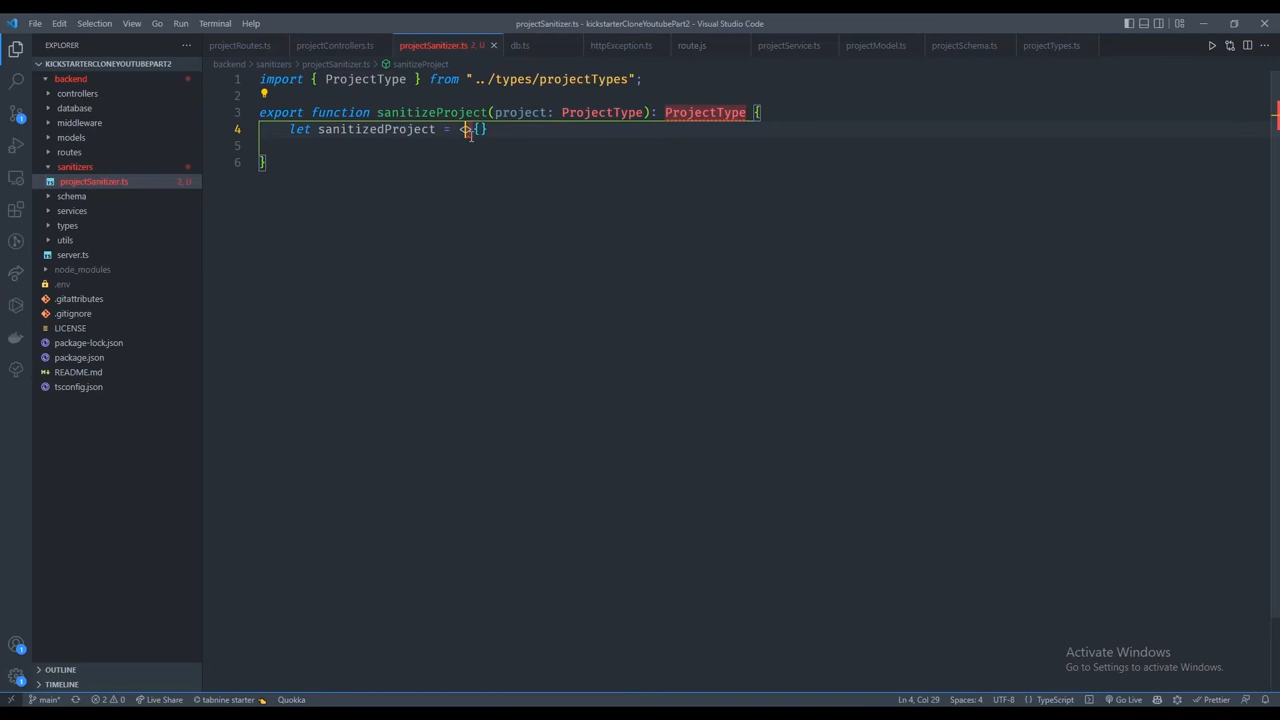 File Edit Selection View Go Run Terminal Help
projectSanitizer.ts - kickstarterCloneYoutubePart2 - Visual Studio Code
EXPLORER
projectRoutes.ts projectControllers.ts projectSanitizer.ts 2, U db.ts httpException.ts route.js projectService.ts projectModel.ts projectSchema.ts projectTypes.ts
KICKSTARTERCLONEYOUTUBEPART2
backend > sanitizers > projectSanitizer.ts > sanitizeProject
backend
controllers
database
middleware
models
routes
sanitizers
projectSanitizer.ts 2, U
schema
services
types
utils
server.ts
node_modules
.env
.gitattributes
.gitignore
LICENSE
package-lock.json
package.json
README.md
tsconfig.json
OUTLINE
TIMELINE
1 import { ProjectType } from "../types/projectTypes";
2
3 export function sanitizeProject(project: ProjectType): ProjectType {
4 let sanitizedProject = <>{}
5
6 }
Activate Windows
Go to Settings to activate Windows.
main* 2 0 Live Share tabnine starter Quokka Ln 4, Col 29 Spaces: 4 UTF-8 CRLF {} TypeScript Go Live Prettier